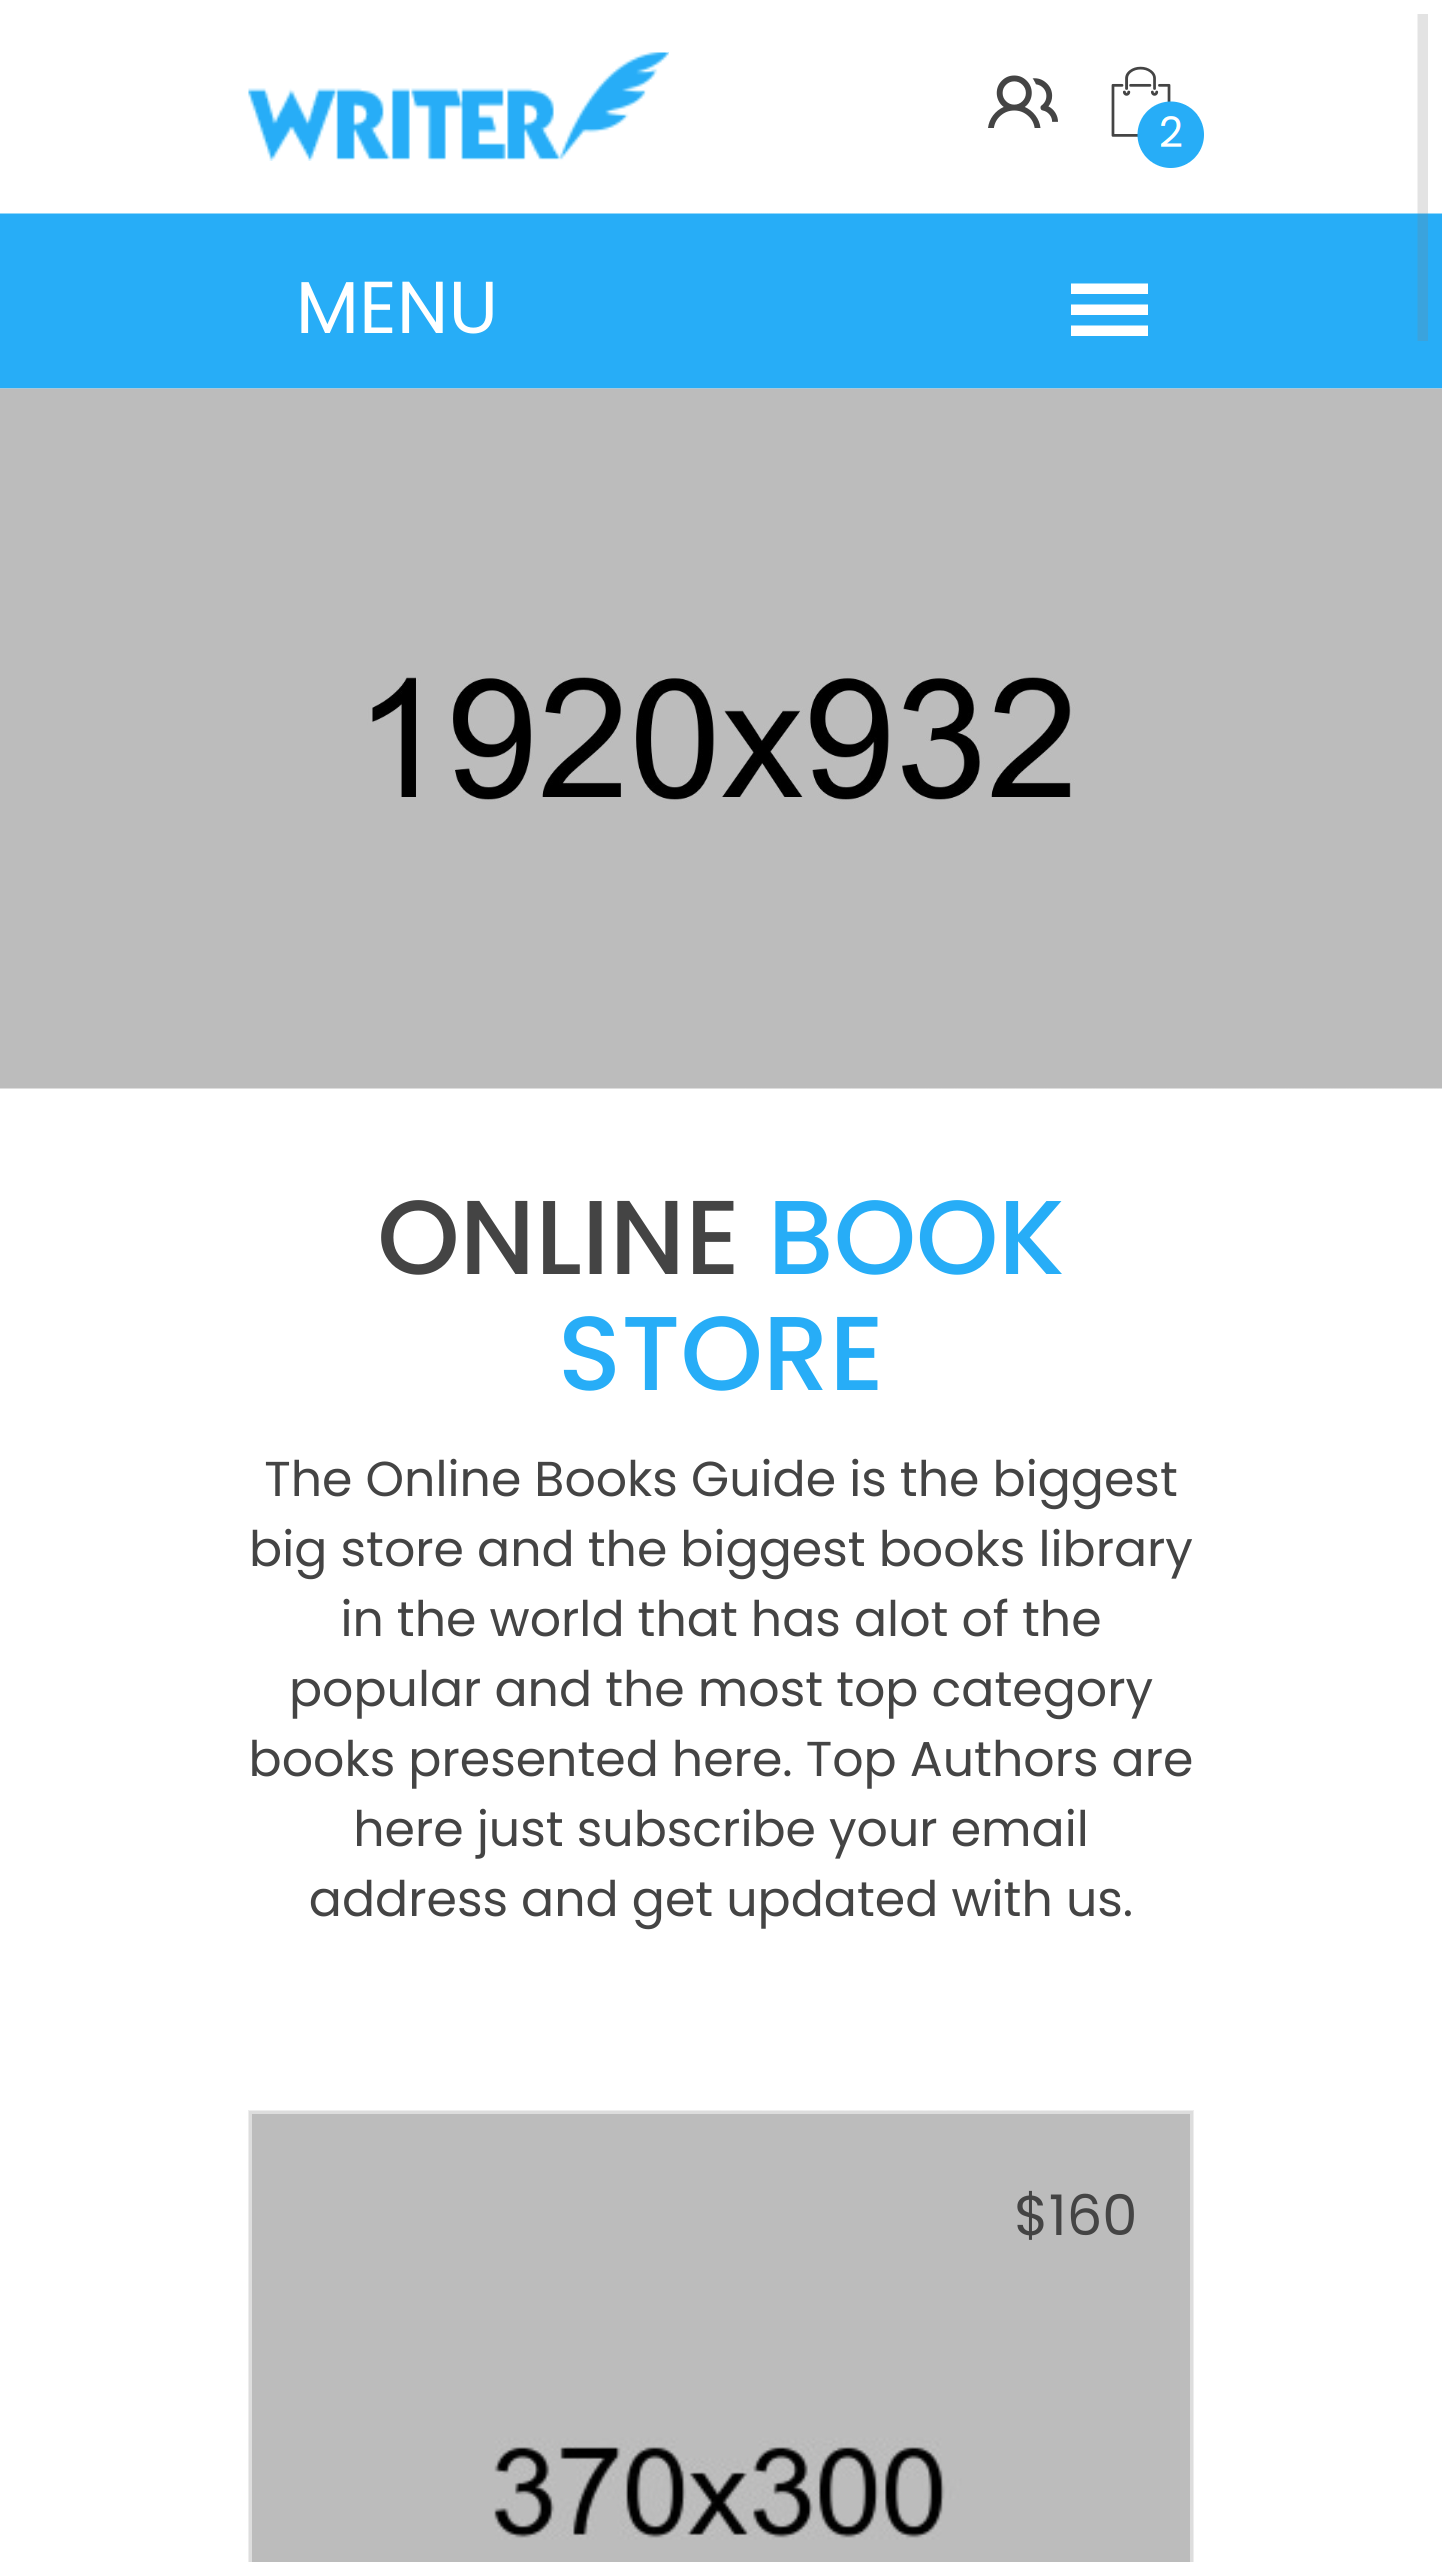 WRITER
2
MENU
1920x932
ONLINE BOOK
STORE
The Online Books Guide is the biggest
big store and the biggest books library
in the world that has alot of the
popular and the most top category
books presented here. Top Authors are
here just subscribe your email
address and get updated with us.
$160
370x300